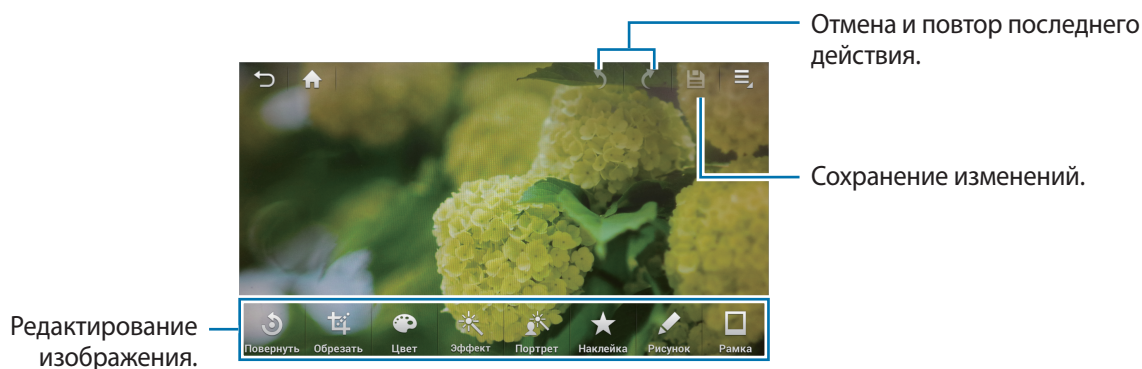 Отмена и повтор последнего
действия.
Сохранение изменений.
Редактирование
изображения.
Повернуть Обрезать Цвет Эффект Портрет Наклейка Рисунок Рамка